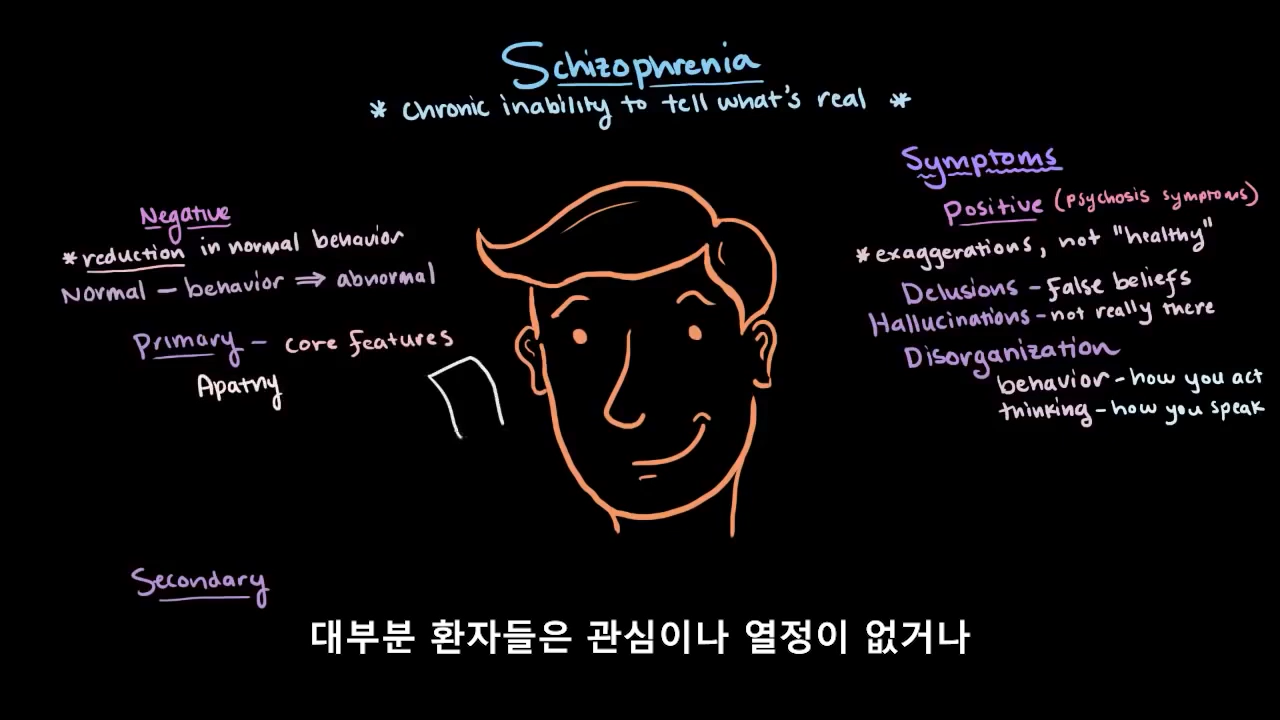 Schizophrenia
* chronic inability to tell what's real *
Negative
*reduction in normal behavior
Normal — behavior ⇒ abnormal
Primary – core features
Apathy
Secondary
Symptoms
Positive (psychosis symptoms)
*exaggerations, not "healthy"
Delusions – false beliefs
Hallucinations – not really there
Disorganization
behavior – how you act
thinking – how you speak
대부분 환자들은 관심이나 열정이 없거나